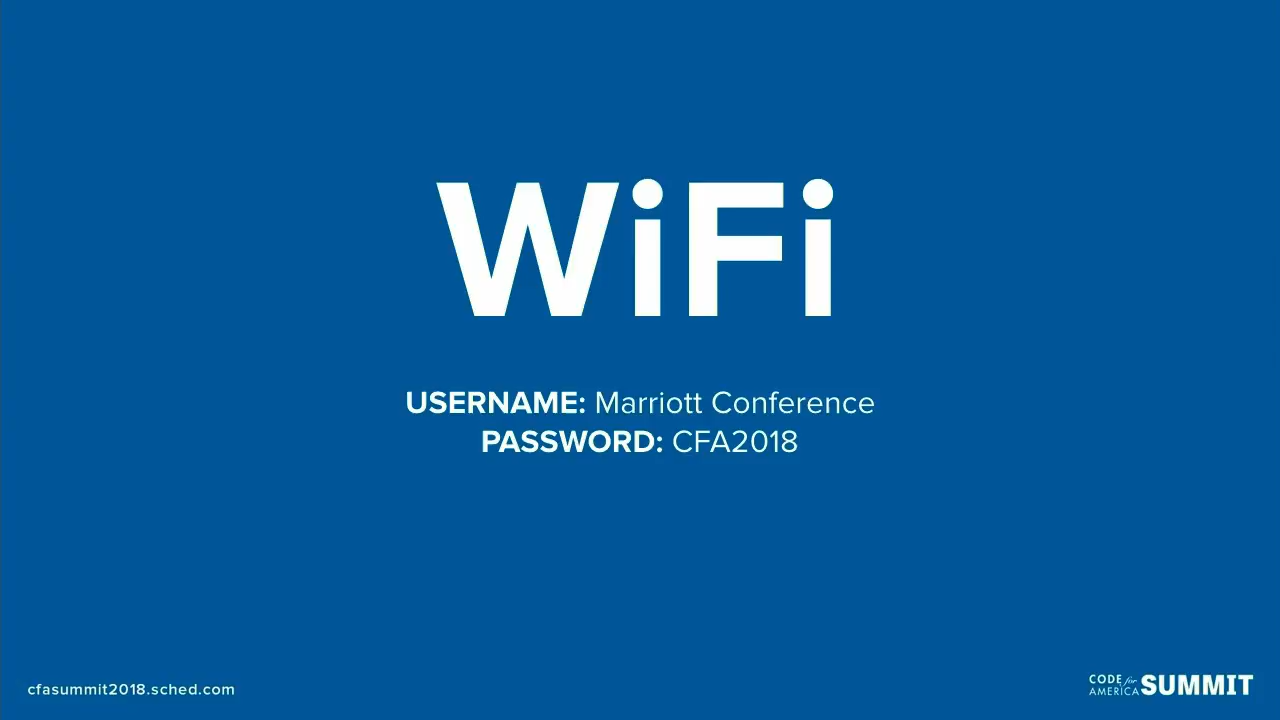 WiFi
USERNAME: Marriott Conference
PASSWORD: CFA2018
cfasummit2018.sched.com
CODE for
AMERICA SUMMIT